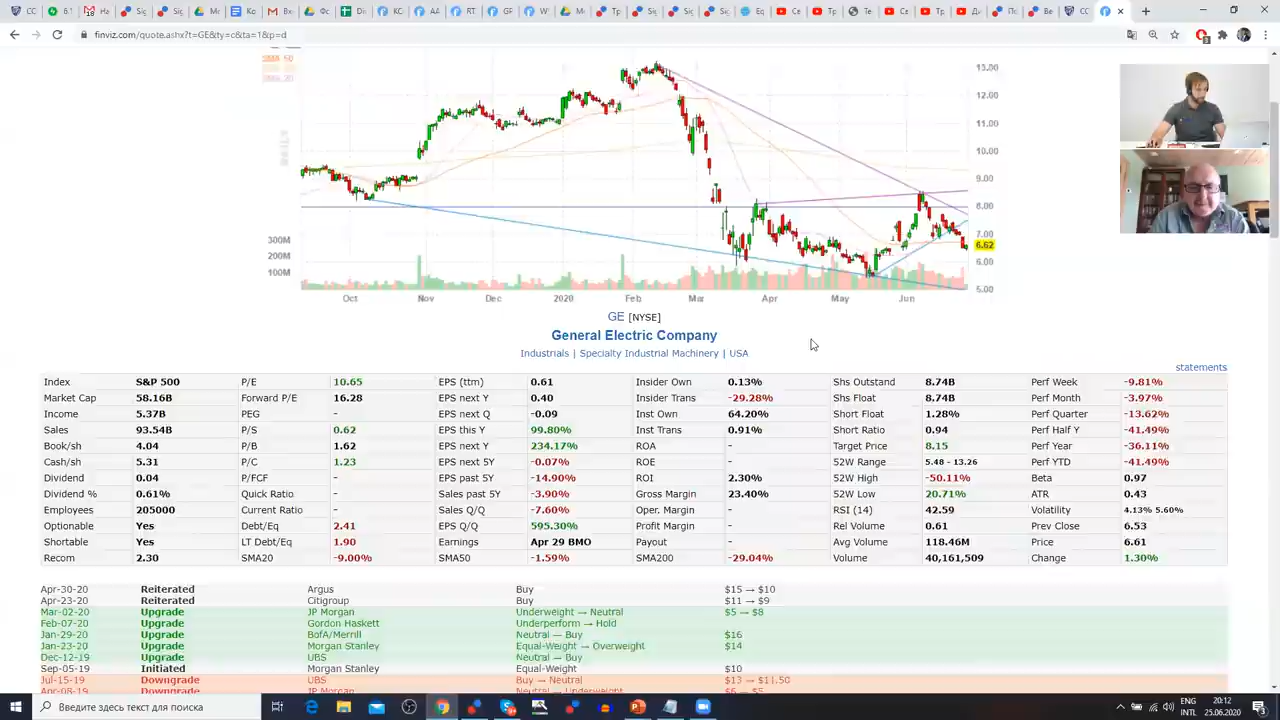 finviz.com/quote.ashx?t=GE&ty=c&ta=1&p=d
SMA 50
SMA 20
DAILY
13.00
12.00
11.00
10.00
9.00
8.00
7.00
6.62
6.00
5.00
300M
200M
100M
Oct Nov Dec 2020 Feb Mar Apr May Jun
GE [NYSE]
General Electric Company
Industrials | Specialty Industrial Machinery | USA
statements
Index S&P 500 P/E 10.65 EPS (ttm) 0.61 Insider Own 0.13% Shs Outstand 8.74B Perf Week -9.81%
Market Cap 58.16B Forward P/E 16.28 EPS next Y 0.40 Insider Trans -29.28% Shs Float 8.74B Perf Month -3.97%
Income 5.37B PEG - EPS next Q -0.09 Inst Own 64.20% Short Float 1.28% Perf Quarter -13.62%
Sales 93.54B P/S 0.62 EPS this Y 99.80% Inst Trans 0.91% Short Ratio 0.94 Perf Half Y -41.49%
Book/sh 4.04 P/B 1.62 EPS next Y 234.17% ROA - Target Price 8.15 Perf Year -36.11%
Cash/sh 5.31 P/C 1.23 EPS next 5Y -0.07% ROE - 52W Range 5.48 - 13.26 Perf YTD -41.49%
Dividend 0.04 P/FCF - EPS past 5Y -14.90% ROI 2.30% 52W High -50.11% Beta 0.97
Dividend % 0.61% Quick Ratio - Sales past 5Y -3.90% Gross Margin 23.40% 52W Low 20.71% ATR 0.43
Employees 205000 Current Ratio - Sales Q/Q -7.60% Oper. Margin - RSI (14) 42.59 Volatility 4.13% 5.60%
Optionable Yes Debt/Eq 2.41 EPS Q/Q 595.30% Profit Margin - Rel Volume 0.61 Prev Close 6.53
Shortable Yes LT Debt/Eq 1.90 Earnings Apr 29 BMO Payout - Avg Volume 118.46M Price 6.61
Recom 2.30 SMA20 -9.00% SMA50 -1.59% SMA200 -29.04% Volume 40,161,509 Change 1.30%
Apr-30-20 Reiterated Argus Buy $15 → $10
Apr-23-20 Reiterated Citigroup Buy $11 → $9
Mar-02-20 Upgrade JP Morgan Underweight → Neutral $5 → $8
Feb-07-20 Upgrade Gordon Haskett Underperform → Hold
Jan-29-20 Upgrade BofA/Merrill Neutral → Buy $16
Jan-23-20 Upgrade Morgan Stanley Equal-Weight → Overweight $14
Dec-12-19 Upgrade UBS Neutral → Buy
Sep-05-19 Initiated Morgan Stanley Equal-Weight $10
Jul-15-19 Downgrade UBS Buy → Neutral $13 → $11.50
Apr-08-19 Downgrade JP Morgan Neutral → Underweight $6 → $5
Введите здесь текст для поиска
ENG
INTL
20:12
25.06.2020